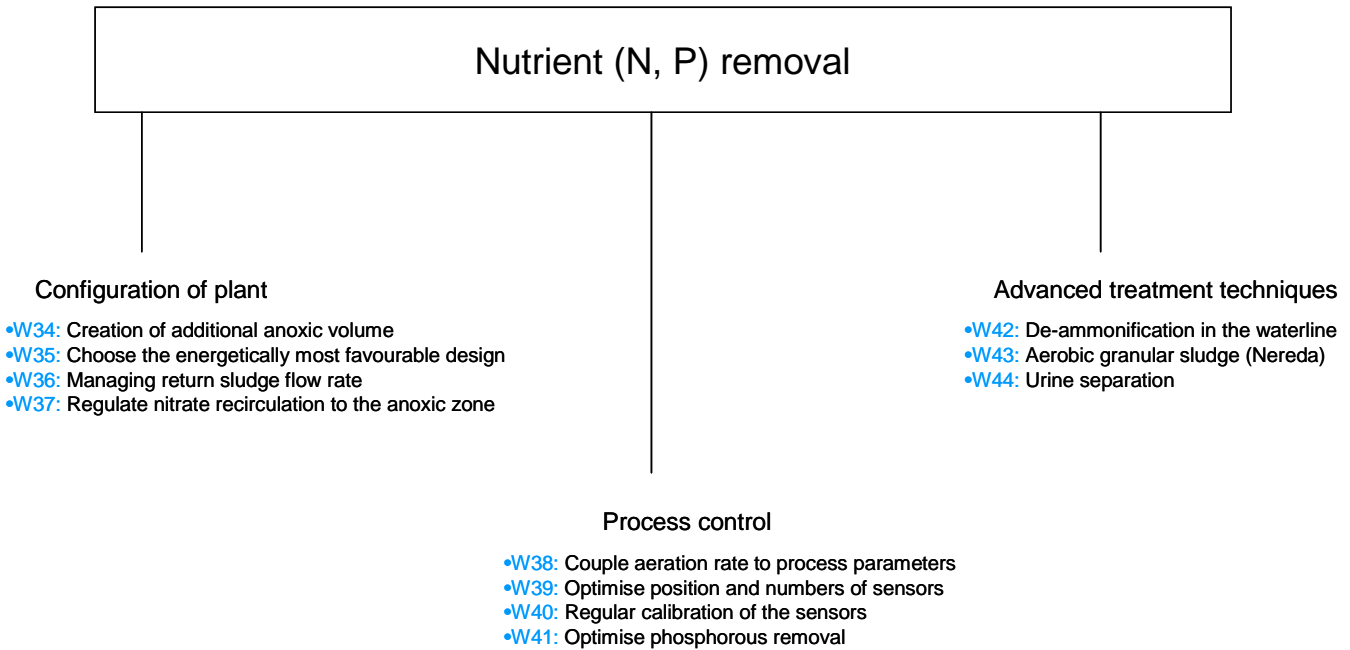 Nutrient (N, P) removal
Configuration of plant
•W34: Creation of additional anoxic volume
•W35: Choose the energetically most favourable design
•W36: Managing return sludge flow rate
•W37: Regulate nitrate recirculation to the anoxic zone
Advanced treatment techniques
•W42: De-ammonification in the waterline
•W43: Aerobic granular sludge (Nereda)
•W44: Urine separation
Process control
•W38: Couple aeration rate to process parameters
•W39: Optimise position and numbers of sensors
•W40: Regular calibration of the sensors
•W41: Optimise phosphorous removal